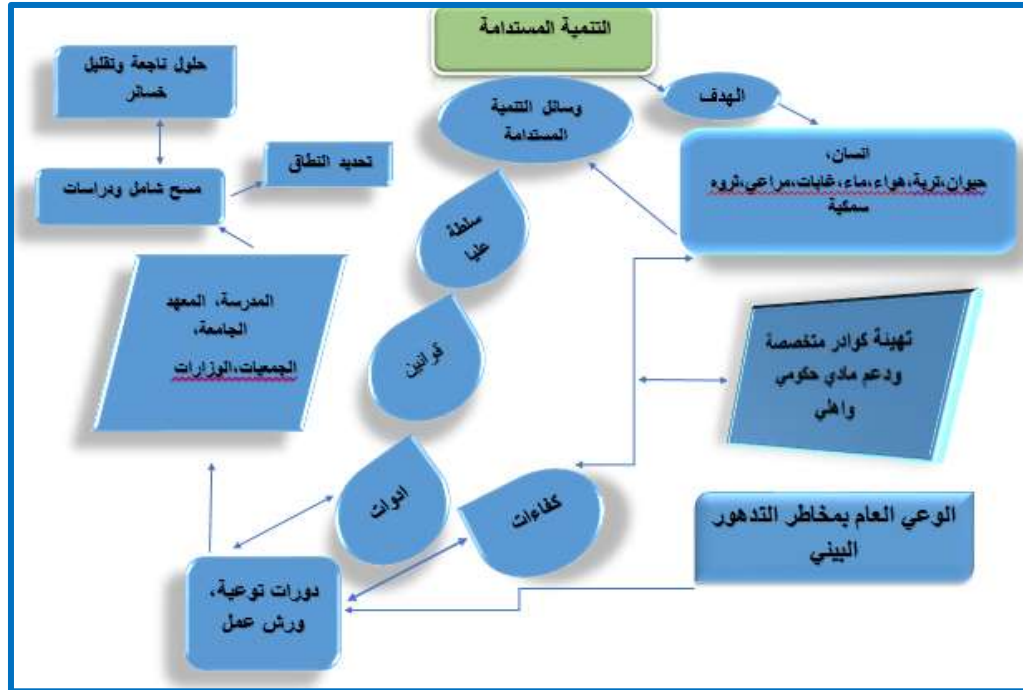 التنمية المستدامة
الهدف
انسان،
حيوان،تربة،هواء،ماء،غابات،مراعي،ثروه
سمكية
وسائل التنمية
المستدامة
سلطة
عليا
قوانين
ادوات
كفاءات
تهيئة كوادر متخصصة
ودعم مادي حكومي
واهلي
الوعي العام بمخاطر التدهور
البيئي
دورات توعية،
ورش عمل
المدرسة، المعهد
الجامعة،
الجمعيات،الوزارات
مسح شامل ودراسات
تحديد النطاق
حلول ناجعة وتقليل
خسائر